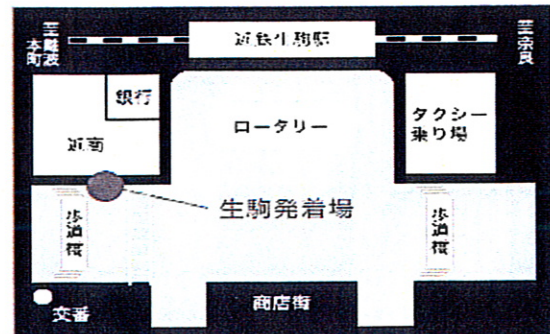 至難波
本町
近鉄生駒駅
至奈良
銀行
近商
ロータリー
タクシー
乗り場
生駒発着場
歩道橋
歩道橋
交番
商店街